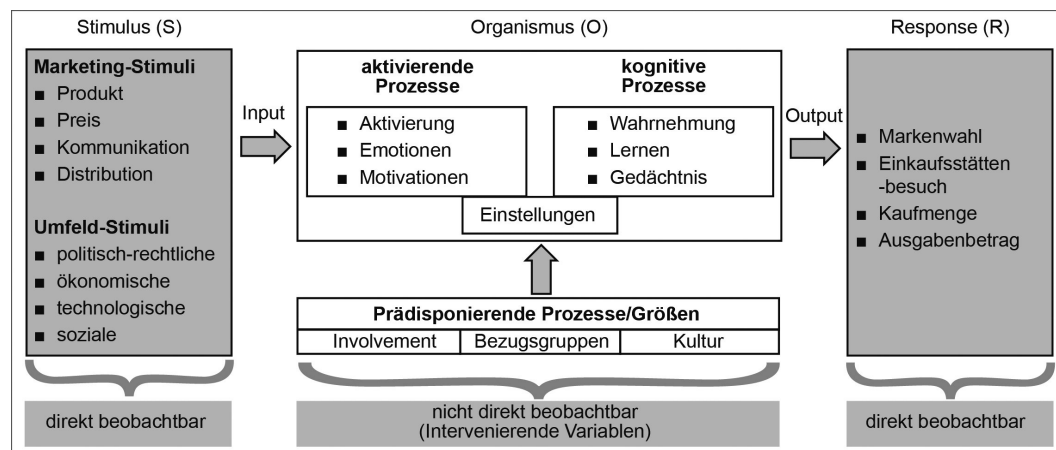 Stimulus (S)
Marketing-Stimuli
■ Produkt
■ Preis
■ Kommunikation
■ Distribution
Umfeld-Stimuli
■ politisch-rechtliche
■ ökonomische
■ technologische
■ soziale
direkt beobachtbar
Input
Organismus (O)
aktivierende
Prozesse
■ Aktivierung
■ Emotionen
■ Motivationen
kognitive
Prozesse
■ Wahrnehmung
■ Lernen
■ Gedächtnis
Einstellungen
Prädisponierende Prozesse/Größen
Involvement
Bezugsgruppen
Kultur
nicht direkt beobachtbar
(Intervenierende Variablen)
Output
Response (R)
■ Markenwahl
■ Einkaufsstätten
-besuch
■ Kaufmenge
■ Ausgabenbetrag
direkt beobachtbar